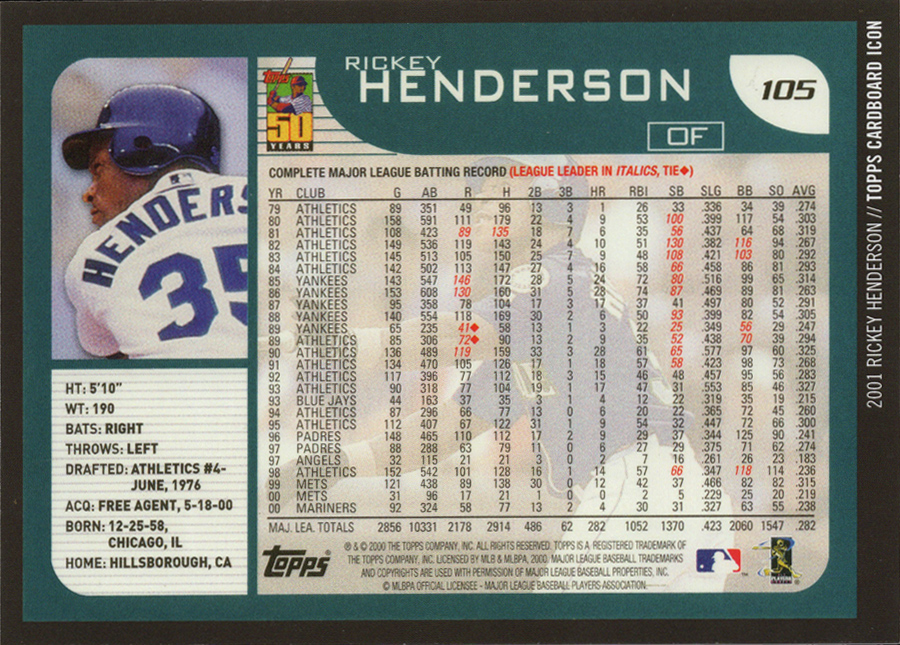 RICKEY
HENDERSON
105
OF
Topps
50
YEARS
HENDERS
35
COMPLETE MAJOR LEAGUE BATTING RECORD (LEAGUE LEADER IN ITALICS, TIE◆)
YR CLUB G AB R H 2B 3B HR RBI SB SLG BB SO AVG
79 ATHLETICS 89 351 49 96 13 3 1 26 33 .336 34 39 .274
80 ATHLETICS 158 591 111 179 22 4 9 53 100 .399 117 54 .303
81 ATHLETICS 108 423 89 135 18 7 6 35 56 .437 64 68 .319
82 ATHLETICS 149 536 119 143 24 4 10 51 130 .382 116 94 .267
83 ATHLETICS 145 513 105 150 25 7 9 48 108 .421 103 80 .292
84 ATHLETICS 142 502 113 147 27 4 16 58 66 .458 86 81 .293
85 YANKEES 143 547 146 172 28 5 24 72 80 .516 99 65 .314
86 YANKEES 153 608 130 160 31 5 28 74 87 .469 89 81 .263
87 YANKEES 95 358 78 104 17 3 17 37 41 .497 80 52 .291
88 YANKEES 140 554 118 169 30 2 6 50 93 .399 82 54 .305
89 YANKEES 65 235 41◆ 58 13 1 3 22 25 .349 56 29 .247
89 ATHLETICS 85 306 72◆ 90 13 2 9 35 52 .438 70 39 .294
90 ATHLETICS 136 489 119 159 33 3 28 61 65 .577 97 60 .325
91 ATHLETICS 134 470 105 126 17 1 18 57 58 .423 98 73 .268
92 ATHLETICS 117 396 77 112 18 3 15 46 48 .457 95 56 .283
93 ATHLETICS 90 318 77 104 19 1 17 47 31 .553 85 46 .327
93 BLUE JAYS 44 163 37 35 3 1 4 12 22 .319 35 19 .215
94 ATHLETICS 87 296 66 77 13 0 6 20 22 .365 72 45 .260
95 ATHLETICS 112 407 67 122 31 1 9 54 32 .447 72 66 .300
96 PADRES 148 465 110 112 17 2 9 29 37 .344 125 90 .241
97 PADRES 88 288 63 79 11 0 6 27 29 .375 71 62 .274
97 ANGELS 32 115 21 21 3 0 2 7 16 .261 26 23 .183
98 ATHLETICS 152 542 101 128 16 1 14 57 66 .347 118 114 .236
99 METS 121 438 89 138 30 0 12 42 37 .466 82 82 .315
00 METS 31 96 17 21 1 0 0 2 5 .229 25 20 .219
00 MARINERS 92 324 58 77 13 2 4 30 31 .327 63 55 .238
MAJ. LEA. TOTALS 2856 10331 2178 2914 486 62 282 1052 1370 .423 2060 1547 .282
HT: 5'10"
WT: 190
BATS: RIGHT
THROWS: LEFT
DRAFTED: ATHLETICS #4-
JUNE, 1976
ACQ: FREE AGENT, 5-18-00
BORN: 12-25-58,
CHICAGO, IL
HOME: HILLSBOROUGH, CA
Topps
® & © 2000 THE TOPPS COMPANY, INC. ALL RIGHTS RESERVED. TOPPS IS A REGISTERED TRADEMARK OF
THE TOPPS COMPANY, INC. LICENSED BY MLB & MLBPA, 2000. MAJOR LEAGUE BASEBALL TRADEMARKS
AND COPYRIGHTS ARE USED WITH PERMISSION OF MAJOR LEAGUE BASEBALL PROPERTIES, INC.
© MLBPA OFFICIAL LICENSEE - MAJOR LEAGUE BASEBALL PLAYERS ASSOCIATION.
2001 RICKEY HENDERSON // TOPPS CARDBOARD ICON